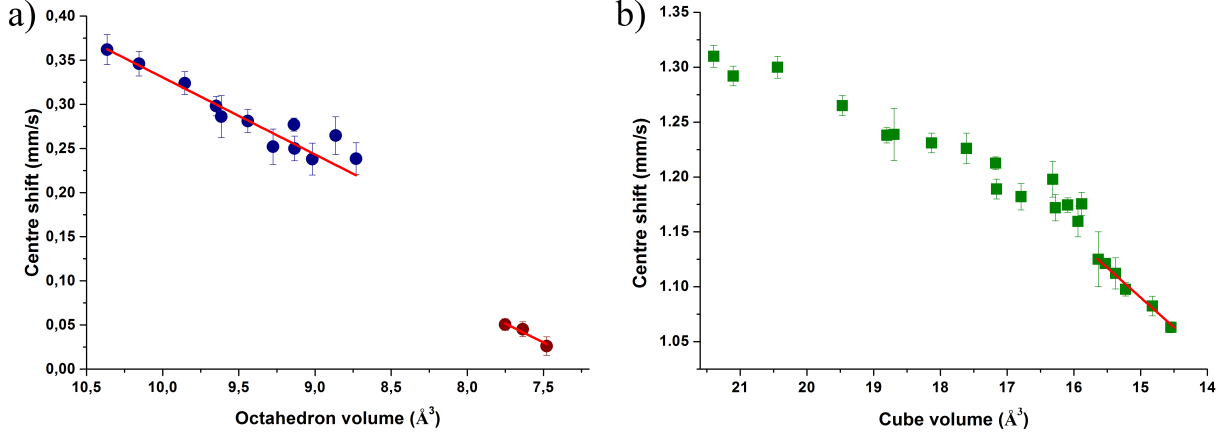 a)
0,40
0,35
0,30
0,25
0,20
0,15
0,10
0,05
0,00
Centre shift (mm/s)
10,5 10,0 9,5 9,0 8,5 8,0 7,5
Octahedron volume (Å³)
b)
1.35
1.30
1.25
1.20
1.15
1.10
1.05
Centre shift (mm/s)
21 20 19 18 17 16 15 14
Cube volume (Å³)